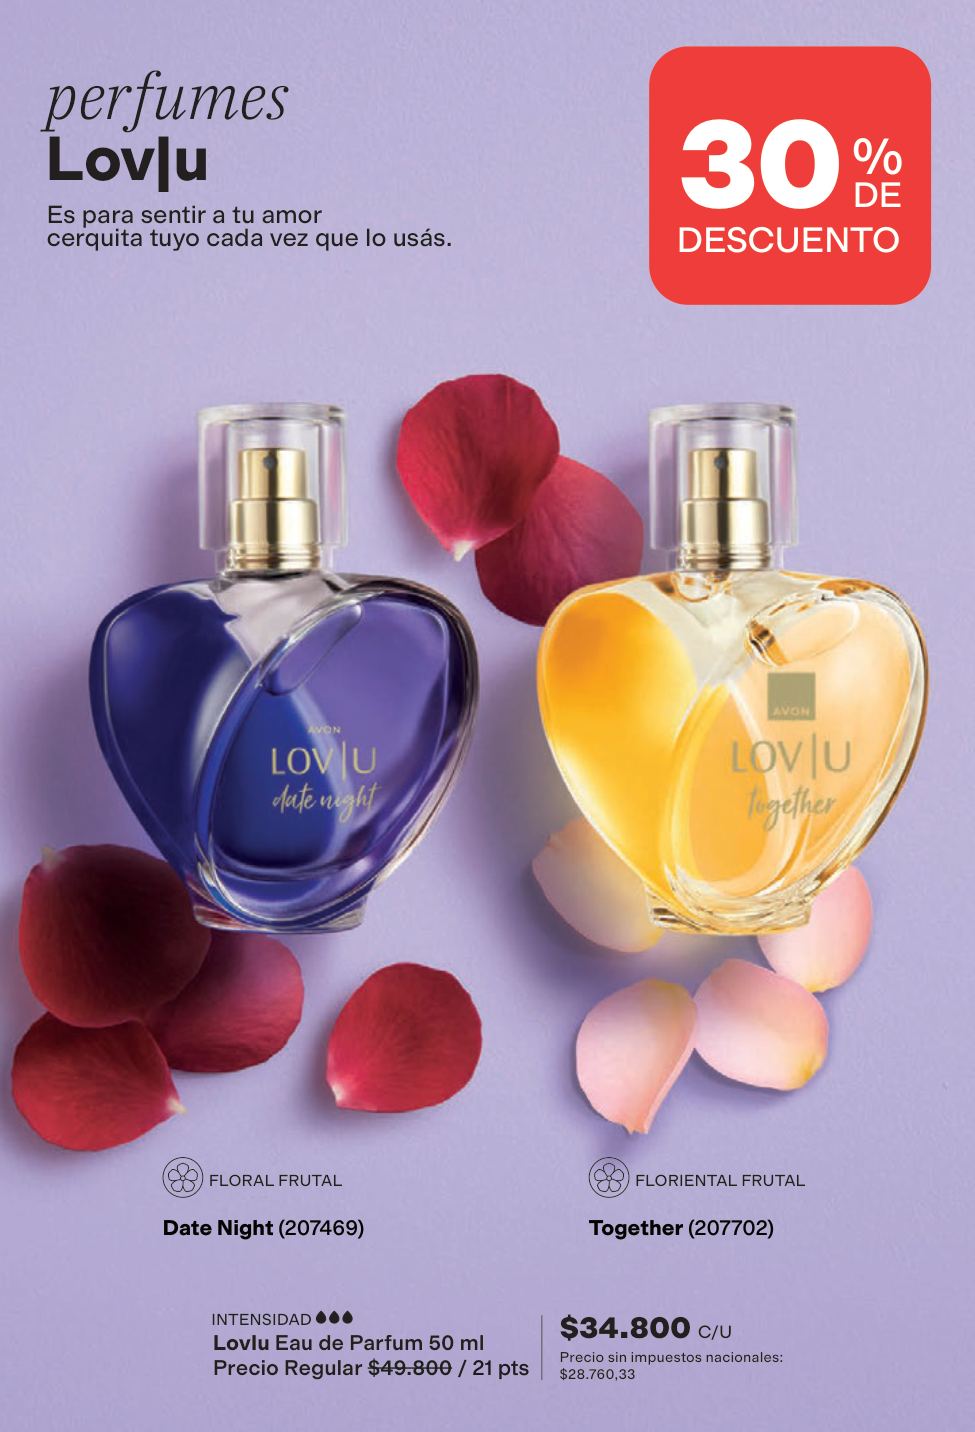 perfumes
Lov|u
Es para sentir a tu amor
cerquita tuyo cada vez que lo usás.
30%
DE
DESCUENTO
AVON
LOV|U
date night
AVON
LOV|U
together
FLORAL FRUTAL
Date Night (207469)
FLORIENTAL FRUTAL
Together (207702)
INTENSIDAD
LovIu Eau de Parfum 50 ml
Precio Regular $49.800 / 21 pts
$34.800 C/U
Precio sin impuestos nacionales:
$28.760,33